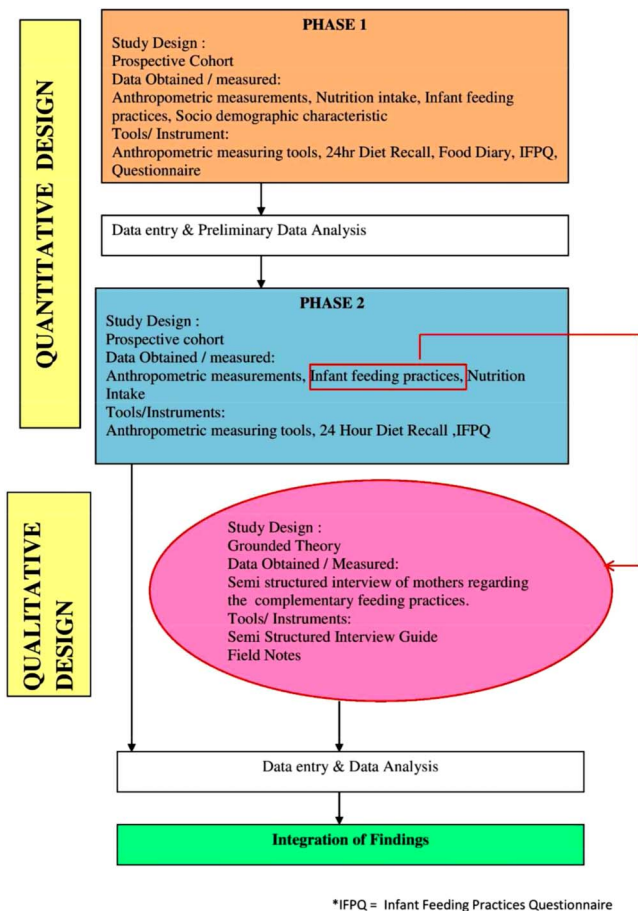 QUANTITATIVE DESIGN
PHASE 1
Study Design :
Prospective Cohort
Data Obtained / measured:
Anthropometric measurements, Nutrition intake, Infant feeding
practices, Socio demographic characteristic
Tools/ Instrument:
Anthropometric measuring tools, 24hr Diet Recall, Food Diary, IFPQ,
Questionnaire
Data entry & Preliminary Data Analysis
PHASE 2
Study Design :
Prospective cohort
Data Obtained / measured:
Anthropometric measurements, Infant feeding practices, Nutrition
Intake
Tools/Instruments:
Anthropometric measuring tools, 24 Hour Diet Recall ,IFPQ
QUALITATIVE
DESIGN
Study Design :
Grounded Theory
Data Obtained / Measured:
Semi structured interview of mothers regarding
the complementary feeding practices.
Tools/ Instruments:
Semi Structured Interview Guide
Field Notes
Data entry & Data Analysis
Integration of Findings
*IFPQ = Infant Feeding Practices Questionnaire